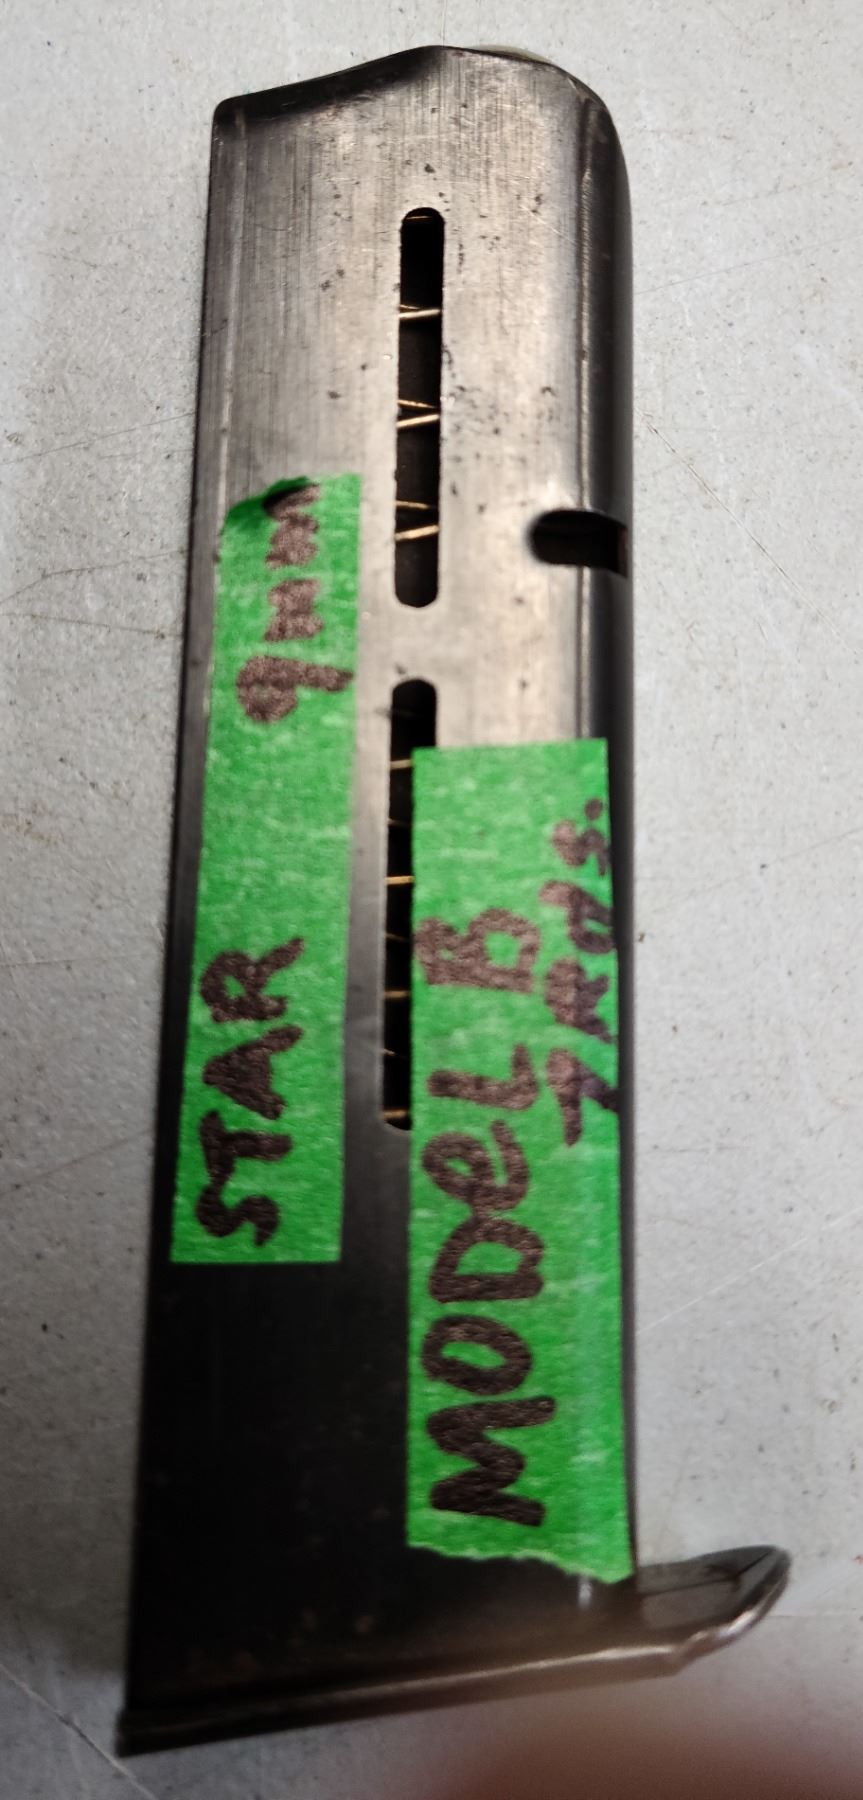 STAR 9mm
MODeL B
7 RdS.